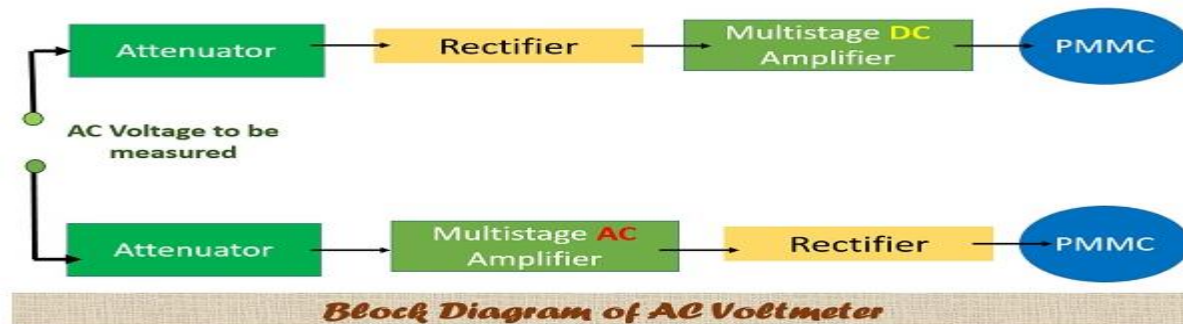 Attenuator
Rectifier
Multistage DC
Amplifier
PMMC
AC Voltage to be
measured
Attenuator
Multistage AC
Amplifier
Rectifier
PMMC
Block Diagram of AC Voltmeter